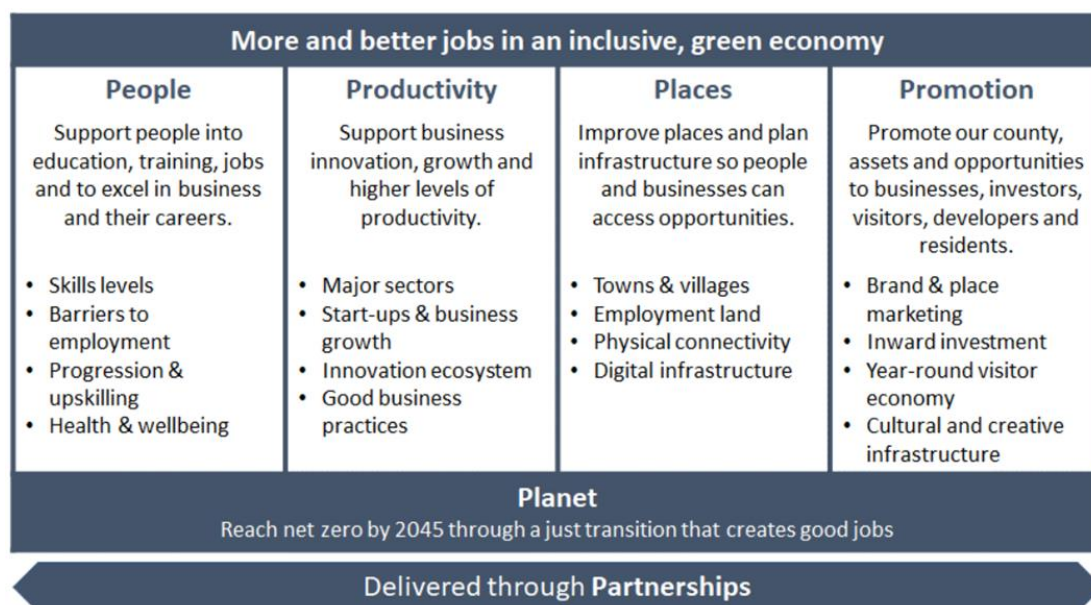 More and better jobs in an inclusive, green economy
People
Support people into
education, training, jobs
and to excel in business
and their careers.
• Skills levels
• Barriers to
employment
• Progression &
upskilling
• Health & wellbeing
Productivity
Support business
innovation, growth and
higher levels of
productivity.
• Major sectors
• Start-ups & business
growth
• Innovation ecosystem
• Good business
practices
Places
Improve places and plan
infrastructure so people
and businesses can
access opportunities.
• Towns & villages
• Employment land
• Physical connectivity
• Digital infrastructure
Promotion
Promote our county,
assets and opportunities
to businesses, investors,
visitors, developers and
residents.
• Brand & place
marketing
• Inward investment
• Year-round visitor
economy
• Cultural and creative
infrastructure
Planet
Reach net zero by 2045 through a just transition that creates good jobs
Delivered through Partnerships